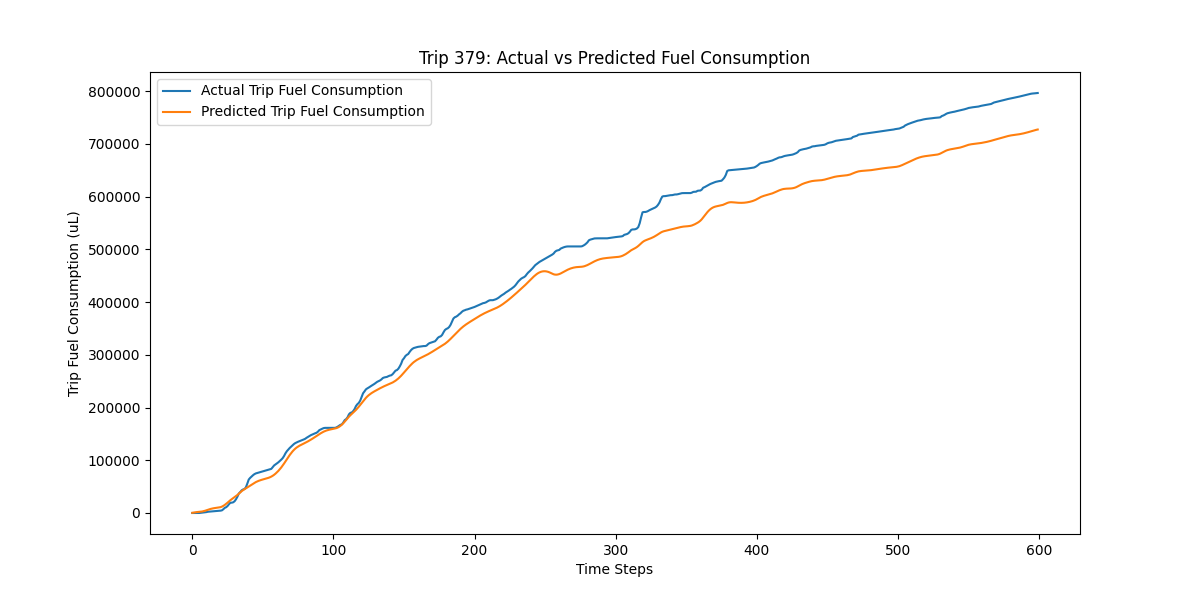 Trip 379: Actual vs Predicted Fuel Consumption
Actual Trip Fuel Consumption
Predicted Trip Fuel Consumption
Trip Fuel Consumption (uL)
800000
700000
600000
500000
400000
300000
200000
100000
0
0 100 200 300 400 500 600
Time Steps